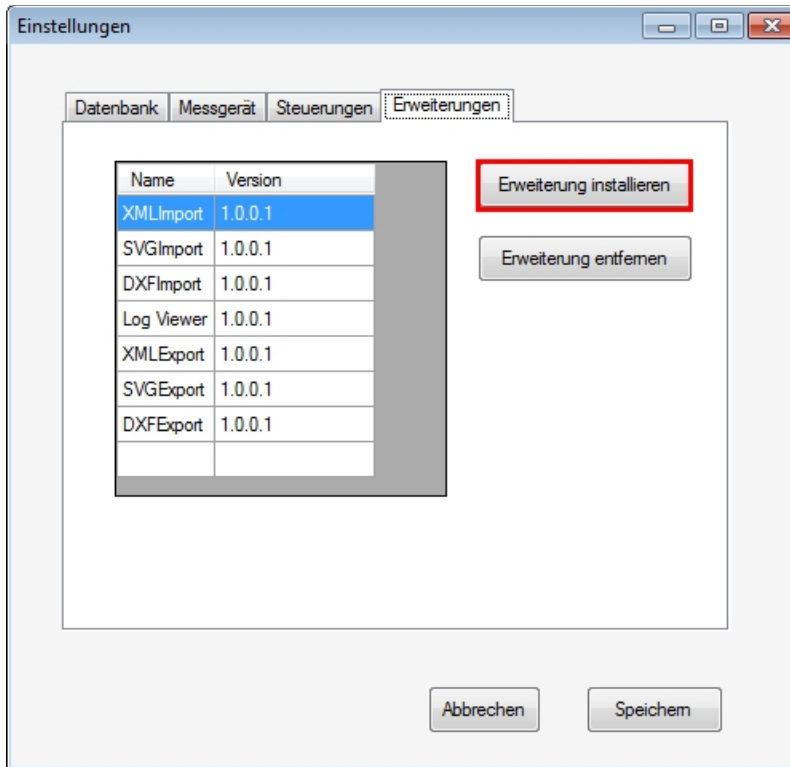 Einstellungen
Datenbank Messgerät Steuerungen Erweiterungen
Name Version
XMLImport 1.0.0.1
SVGImport 1.0.0.1
DXFImport 1.0.0.1
Log Viewer 1.0.0.1
XMLExport 1.0.0.1
SVGExport 1.0.0.1
DXFExport 1.0.0.1
Erweiterung installieren
Erweiterung entfernen
Abbrechen Speichern